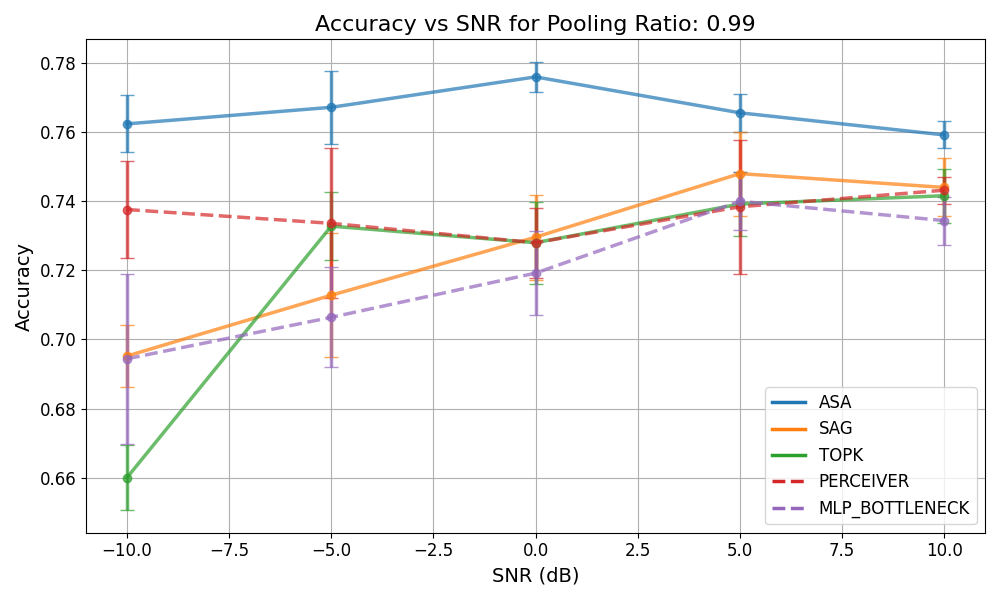 Accuracy vs SNR for Pooling Ratio: 0.99
Accuracy
0.78
0.76
0.74
0.72
0.70
0.68
0.66
−10.0
−7.5
−5.0
−2.5
0.0
2.5
5.0
7.5
10.0
SNR (dB)
ASA
SAG
TOPK
PERCEIVER
MLP_BOTTLENECK